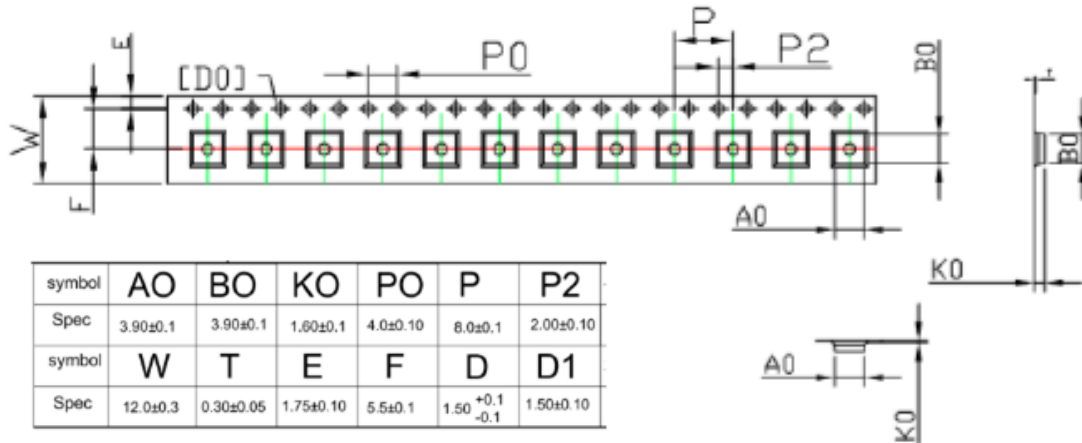 P
E
[D0]
P0
P2
B0
t
W
B0
F
A0
K0
symbol AO BO KO PO P P2
Spec 3.90±0.1 3.90±0.1 1.60±0.1 4.0±0.10 8.0±0.1 2.00±0.10
symbol W T E F D D1
Spec 12.0±0.3 0.30±0.05 1.75±0.10 5.5±0.1 1.50 +0.1 -0.1 1.50±0.10
A0
K0